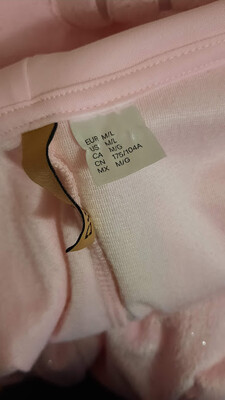 EUR M/L
US M/L
CA M/G
CN 175/104A
MX M/G